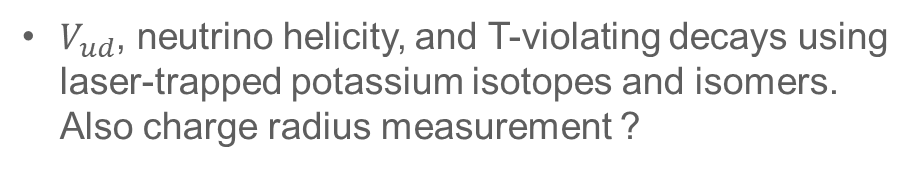 • V_ud, neutrino helicity, and T-violating decays using
laser-trapped potassium isotopes and isomers.
Also charge radius measurement ?